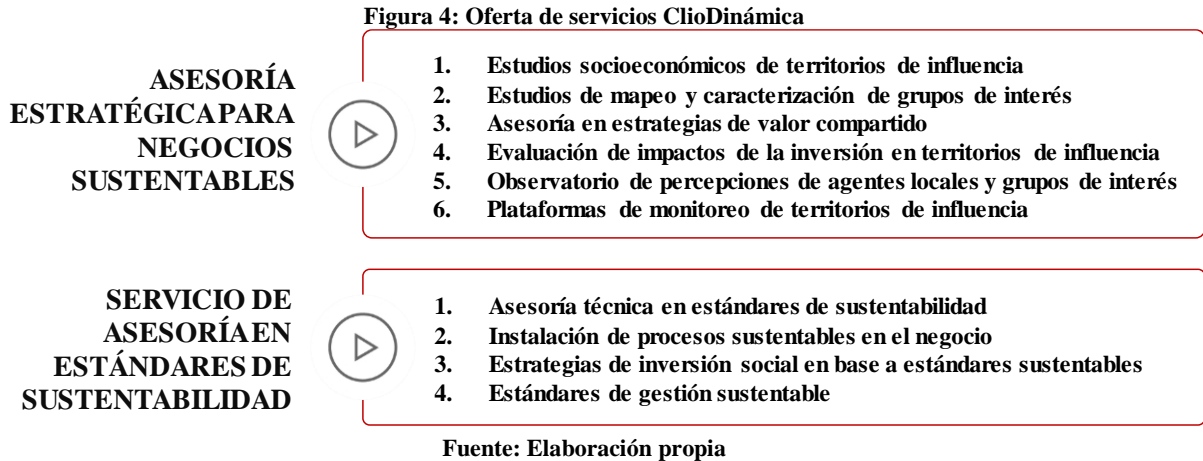 Figura 4: Oferta de servicios ClioDinámica
ASESORÍA
ESTRATÉGICA PARA
NEGOCIOS
SUSTENTABLES
1. Estudios socioeconómicos de territorios de influencia
2. Estudios de mapeo y caracterización de grupos de interés
3. Asesoría en estrategias de valor compartido
4. Evaluación de impactos de la inversión en territorios de influencia
5. Observatorio de percepciones de agentes locales y grupos de interés
6. Plataformas de monitoreo de territorios de influencia
SERVICIO DE
ASESORÍA EN
ESTÁNDARES DE
SUSTENTABILIDAD
1. Asesoría técnica en estándares de sustentabilidad
2. Instalación de procesos sustentables en el negocio
3. Estrategias de inversión social en base a estándares sustentables
4. Estándares de gestión sustentable
Fuente: Elaboración propia